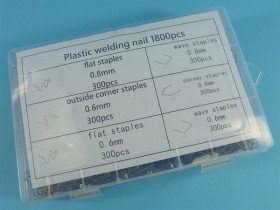 Plastic welding nail 1800pcs
flat staples
0.8mm
300pcs
wave staples
0.8mm
300pcs
outside corner staples
0.6mm
300pcs
corner staples
0.8mm
300pcs
flat staples
0.6mm
300pcs
wave staples
0.6mm
300pcs